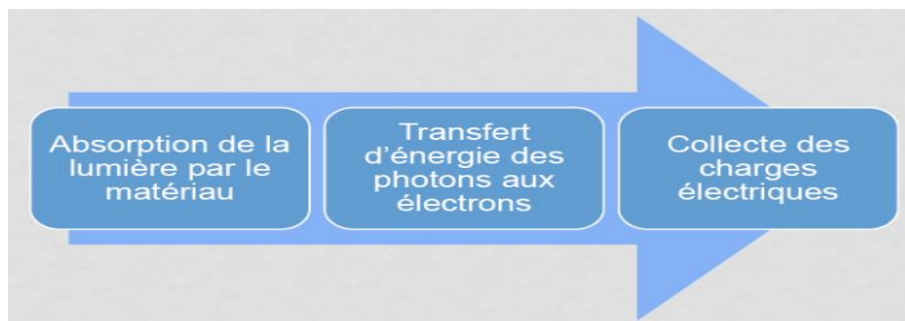 Absorption de la
lumière par le
matériau
Transfert
d'énergie des
photons aux
électrons
Collecte des
charges
électriques